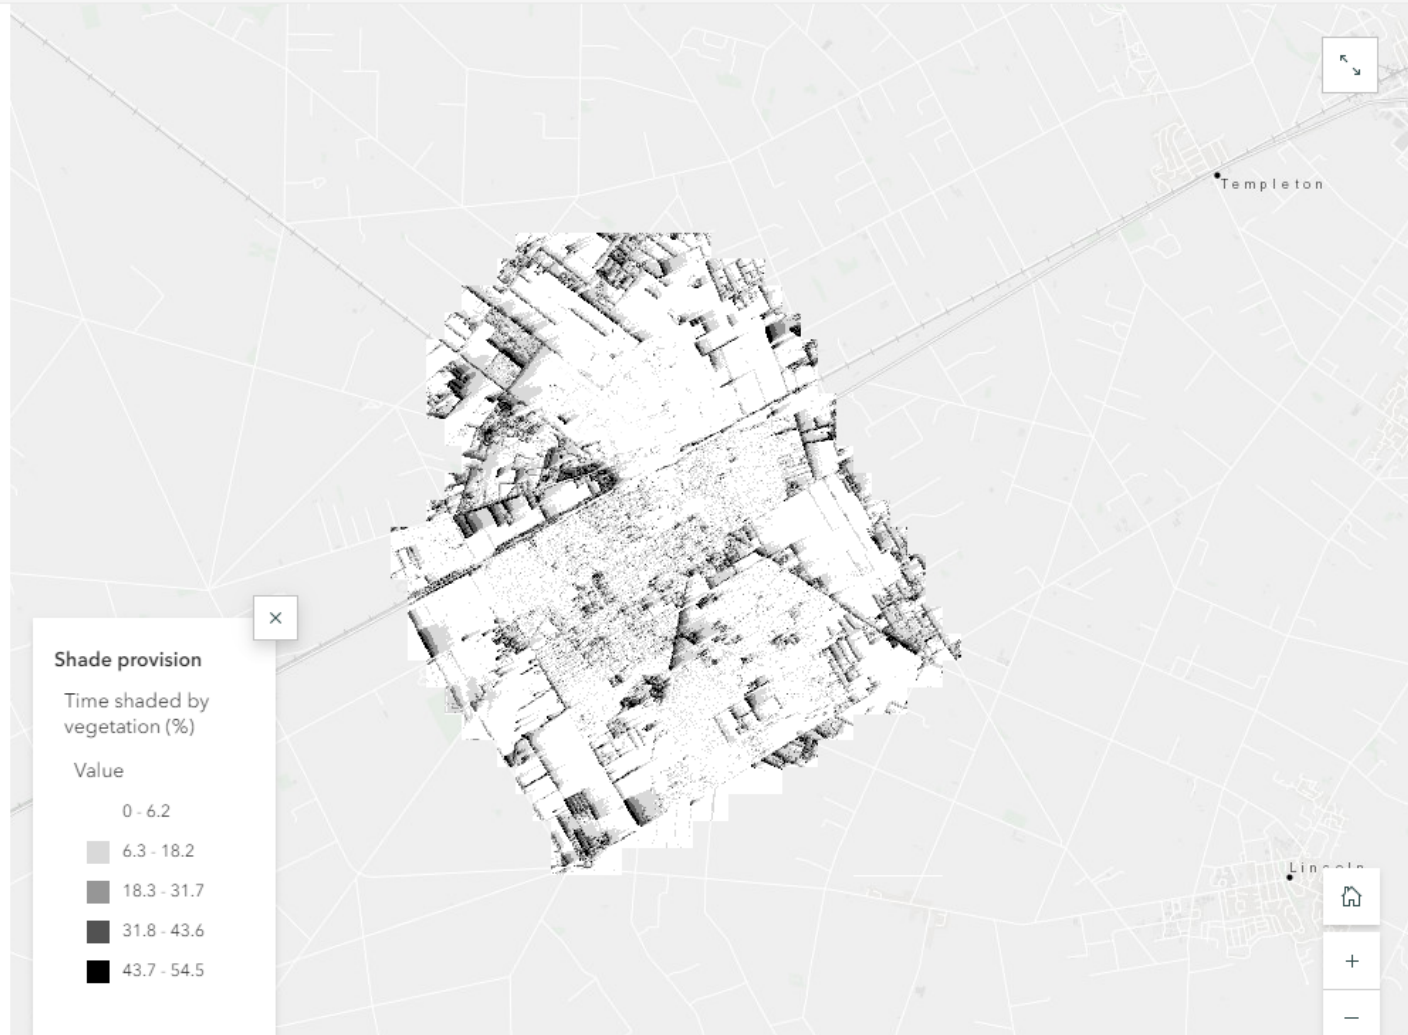 Templeton
Shade provision
Time shaded by
vegetation (%)
Value
0 - 6.2
6.3 - 18.2
18.3 - 31.7
31.8 - 43.6
43.7 - 54.5
Lincoln